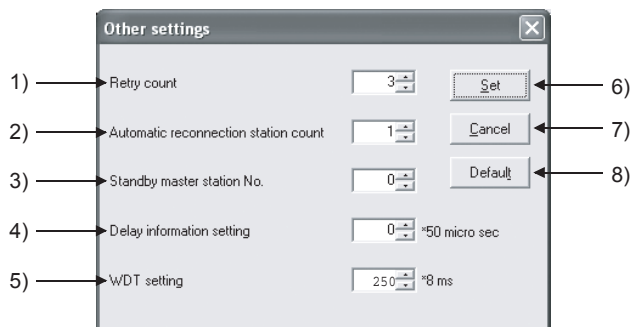 Other settings
1) Retry count 3 Set 6)
2) Automatic reconnection station count 1 Cancel 7)
3) Standby master station No. 0 Default 8)
4) Delay information setting 0 *50 micro sec
5) WDT setting 250 *8 ms